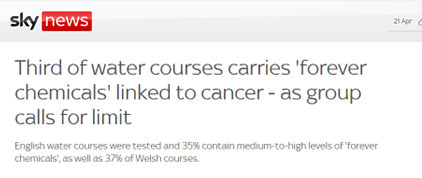 sky news
21 Apr
Third of water courses carries 'forever
chemicals' linked to cancer - as group
calls for limit
English water courses were tested and 35% contain medium-to-high levels of 'forever
chemicals', as well as 37% of Welsh courses.